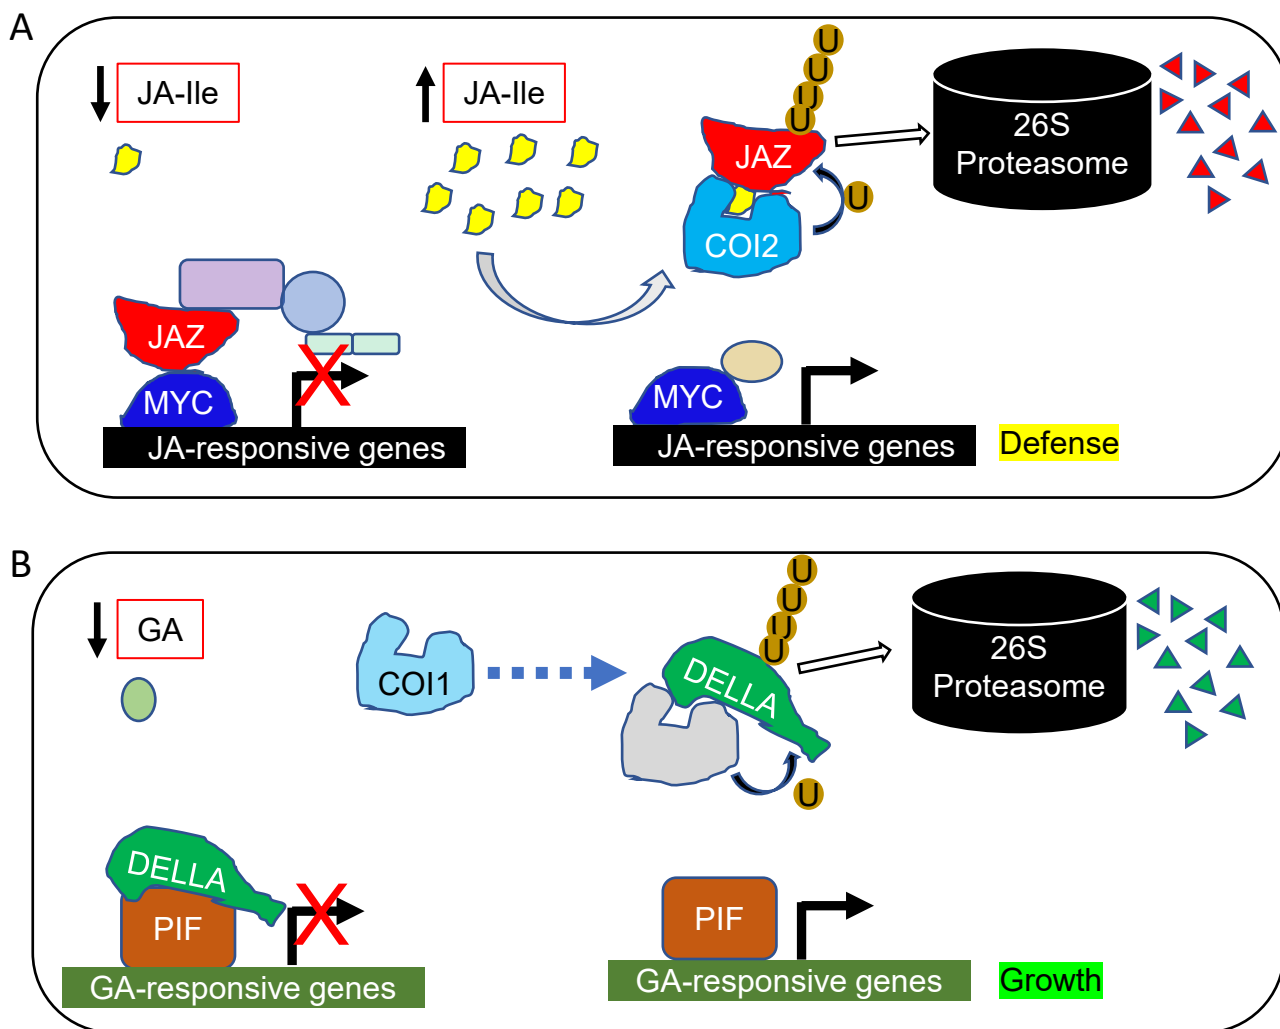 A
JA-Ile
JA-Ile
U
U
U
U
JAZ
26S
Proteasome
U
COI2
JAZ
X
MYC
JA-responsive genes
MYC
JA-responsive genes
Defense
B
GA
COI1
U
U
U
U
DELLA
26S
Proteasome
U
DELLA
X
PIF
GA-responsive genes
PIF
GA-responsive genes
Growth